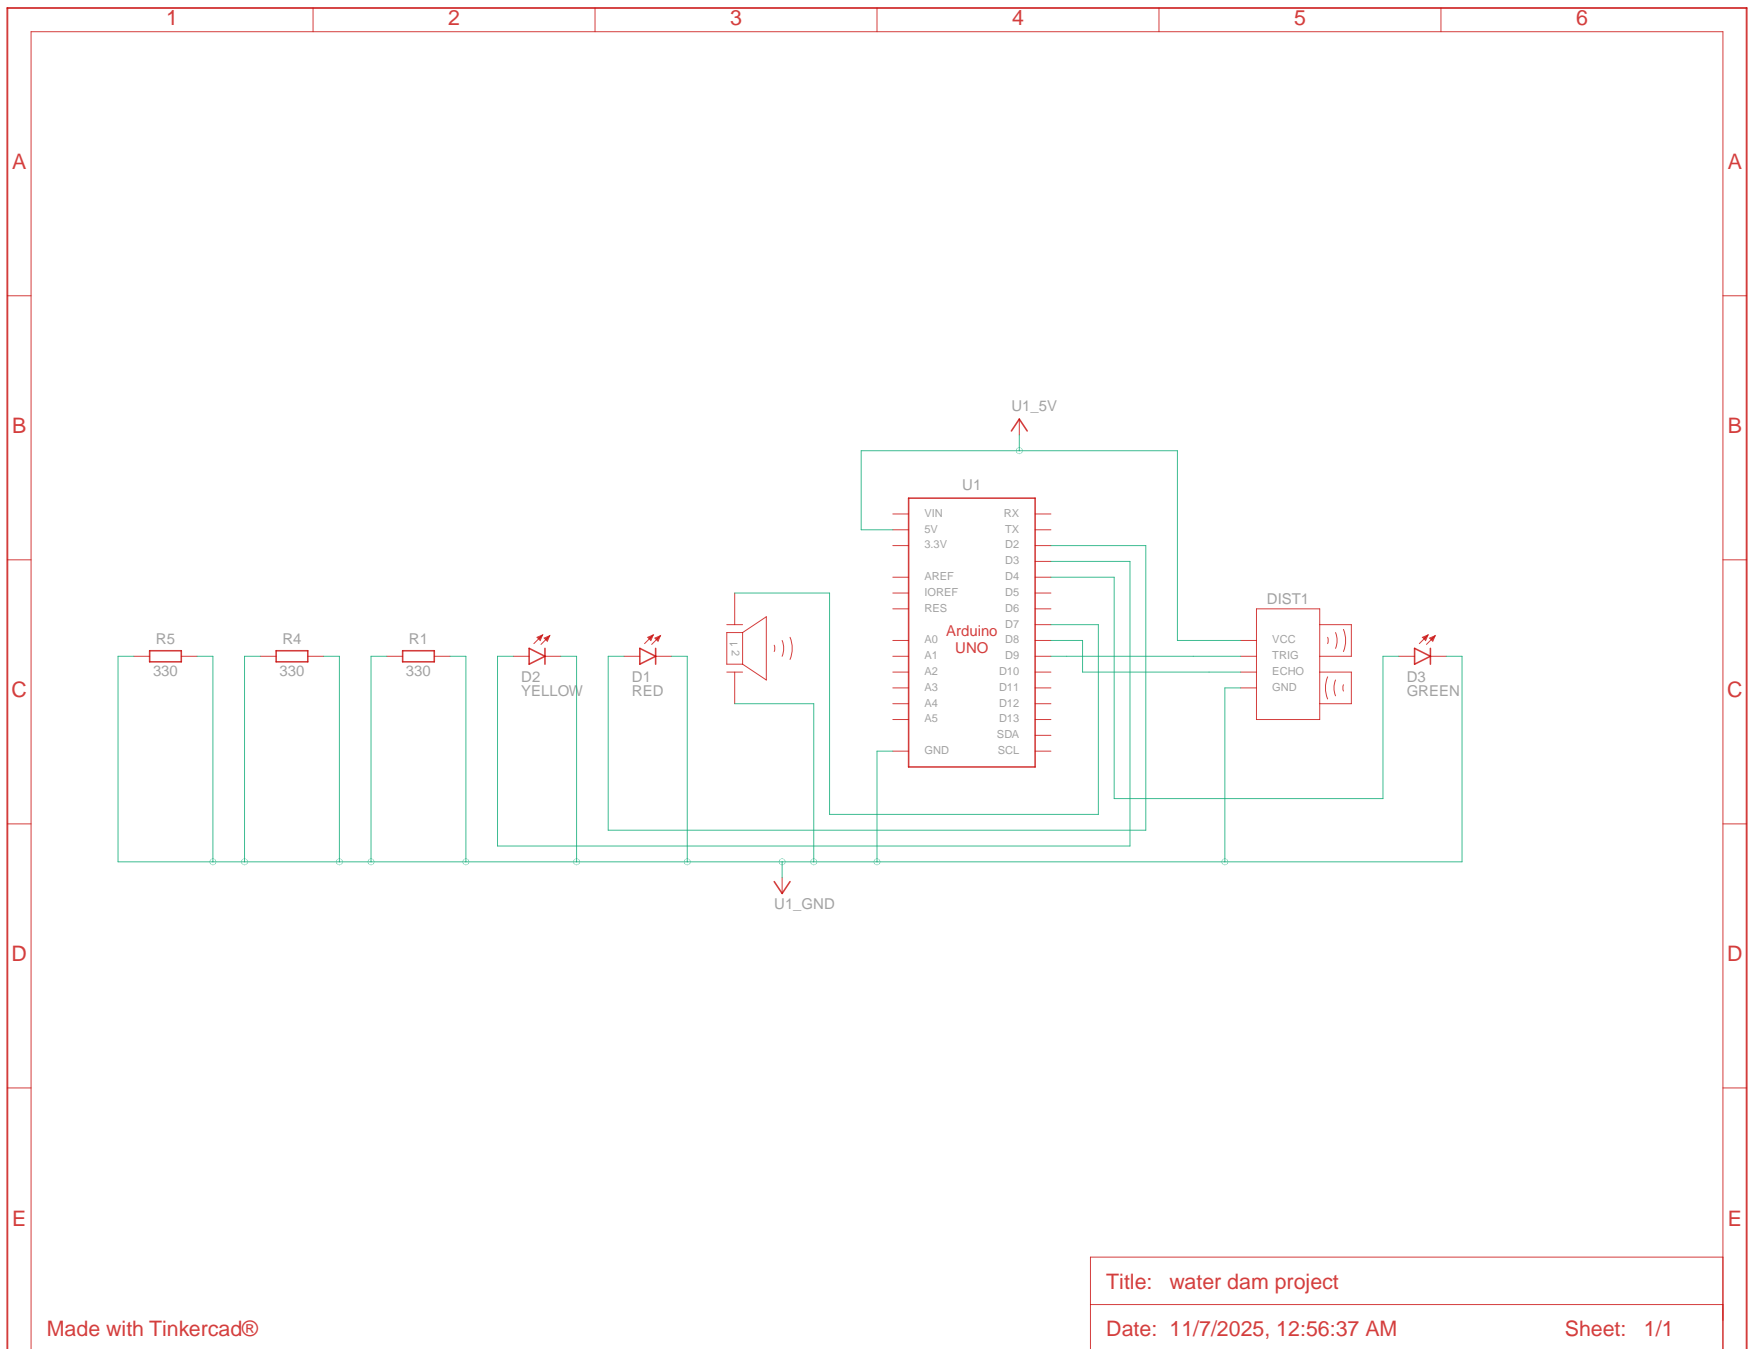 1 2 3 4 5 6
A A
B B
U1_5V
U1
VIN RX
5V TX
3.3V D2
D3
AREF D4
IOREF D5
RES D6
D7
A0 D8
A1 D9
A2 D10
A3 D11
A4 D12
A5 D13
SDA
GND SCL
Arduino
UNO
DIST1
VCC
TRIG
ECHO
GND
R5
330
R4
330
R1
330
D2
YELLOW
D1
RED
1 2
D3
GREEN
C C
U1_GND
D D
E E
Title: water dam project
Made with Tinkercad®
Date: 11/7/2025, 12:56:37 AM Sheet: 1/1